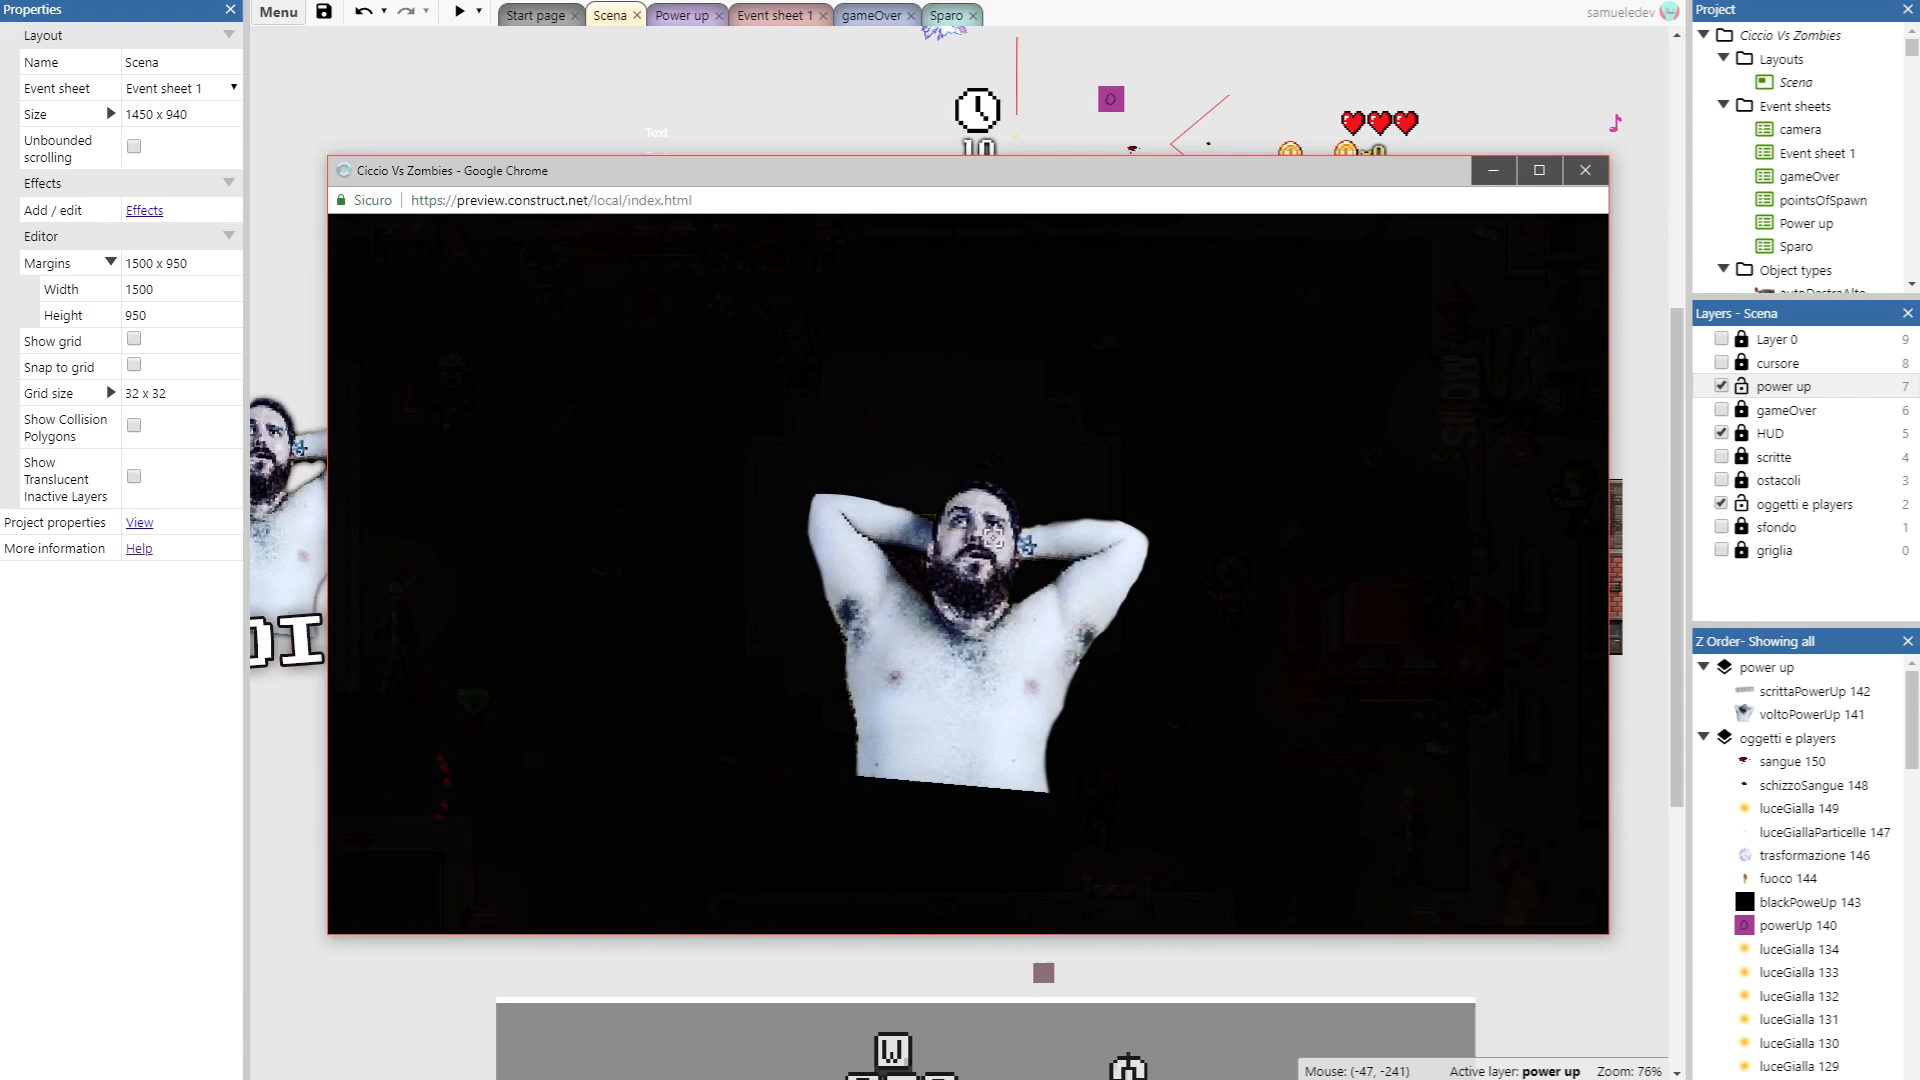 Properties
Layout
Name Scena
Event sheet Event sheet 1
Size 1450 x 940
Unbounded
scrolling
Effects
Add / edit Effects
Editor
Margins 1500 x 950
Width 1500
Height 950
Show grid
Snap to grid
Grid size 32 x 32
Show Collision
Polygons
Show
Translucent
Inactive Layers
Project properties View
More information Help
Menu
Start page
Scena
Power up
Event sheet 1
gameOver
Sparo
samueledev
Text
10
Ciccio Vs Zombies - Google Chrome
Sicuro https://preview.construct.net/local/index.html
OI
W
Mouse: (-47, -241) Active layer: power up Zoom: 76%
Project
Ciccio Vs Zombies
Layouts
Scena
Event sheets
camera
Event sheet 1
gameOver
pointsOfSpawn
Power up
Sparo
Object types
autoDestraAlto
Layers - Scena
Layer 0 9
cursore 8
power up 7
gameOver 6
HUD 5
scritte 4
ostacoli 3
oggetti e players 2
sfondo 1
griglia 0
Z Order- Showing all
power up
scrittaPowerUp 142
voltoPowerUp 141
oggetti e players
sangue 150
schizzoSangue 148
luceGialla 149
luceGiallaParticelle 147
trasformazione 146
fuoco 144
blackPoweUp 143
powerUp 140
luceGialla 134
luceGialla 133
luceGialla 132
luceGialla 131
luceGialla 130
luceGialla 129